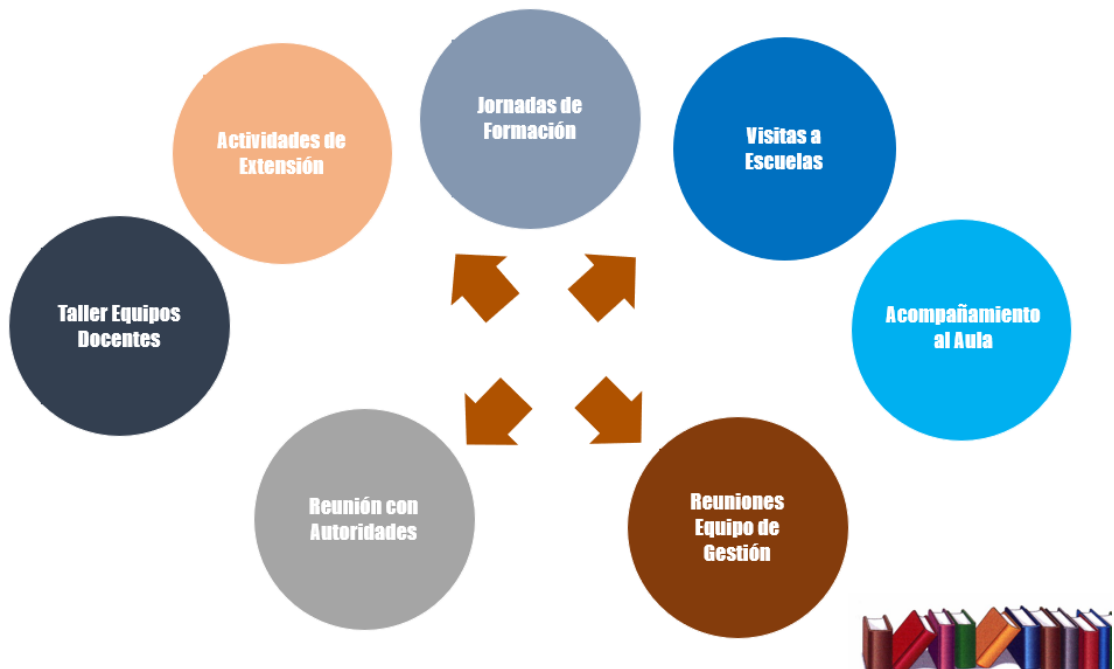 Jornadas de
Formación
Actividades de
Extensión
Visitas a
Escuelas
Taller Equipos
Docentes
Acompañamiento
al Aula
Reunión con
Autoridades
Reuniones
Equipo de
Gestión